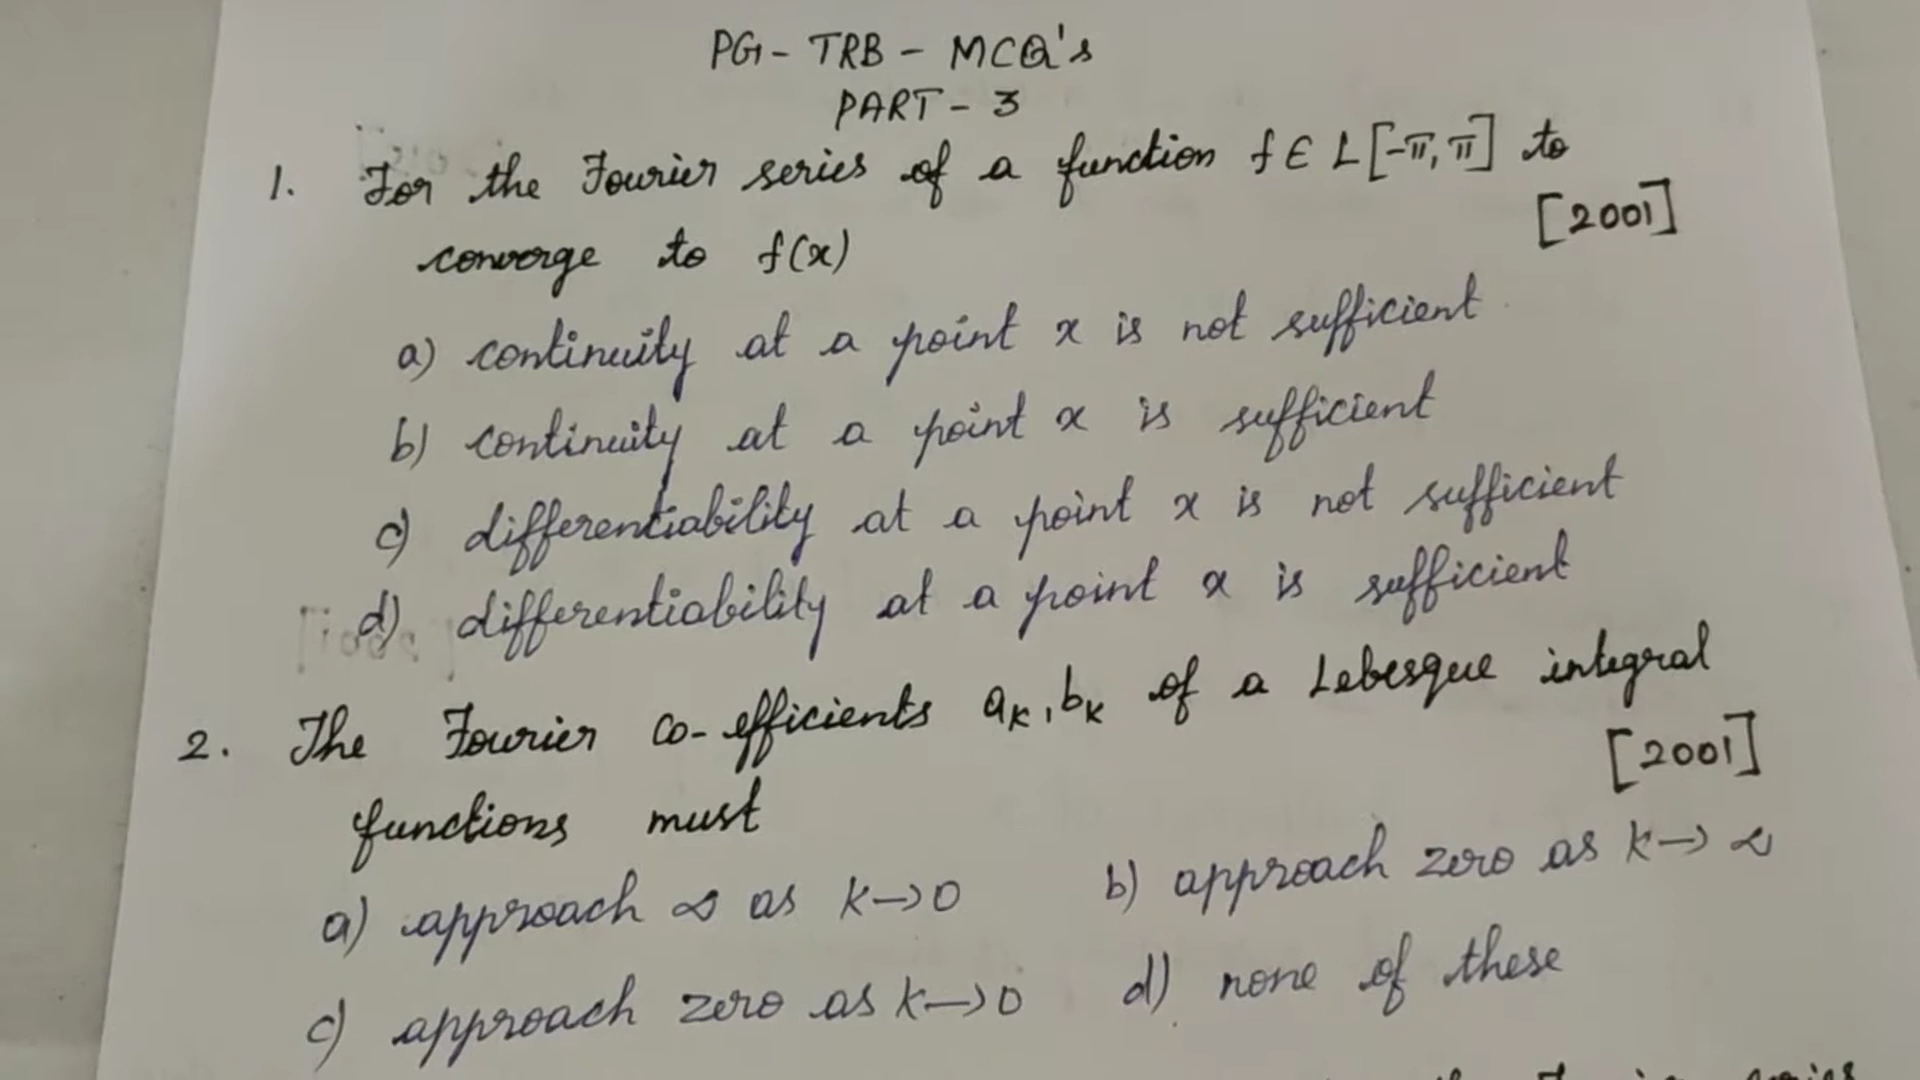 PG - TRB - MCQ's
PART - 3
1. For the Fourier series of a function f ∈ L[-π, π] to
converge to f(x) [2001]
a) continuity at a point x is not sufficient
b) continuity at a point x is sufficient
c) differentiability at a point x is not sufficient
d) differentiability at a point x is sufficient
2. The Fourier co-efficients aₖ, bₖ of a Lebesgue integral
functions must [2001]
a) approach ∞ as k→0 b) approach zero as k→∞
c) approach zero as k→0 d) none of these